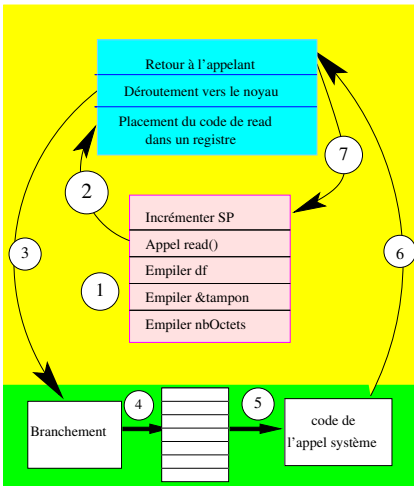 Retour à l'appelant
Déroutement vers le noyau
Placement du code de read
dans un registre
7
2
Incrémenter SP
Appel read()
3
6
Empiler df
1
Empiler &tampon
Empiler nbOctets
4
5
Branchement
code de
l'appel système